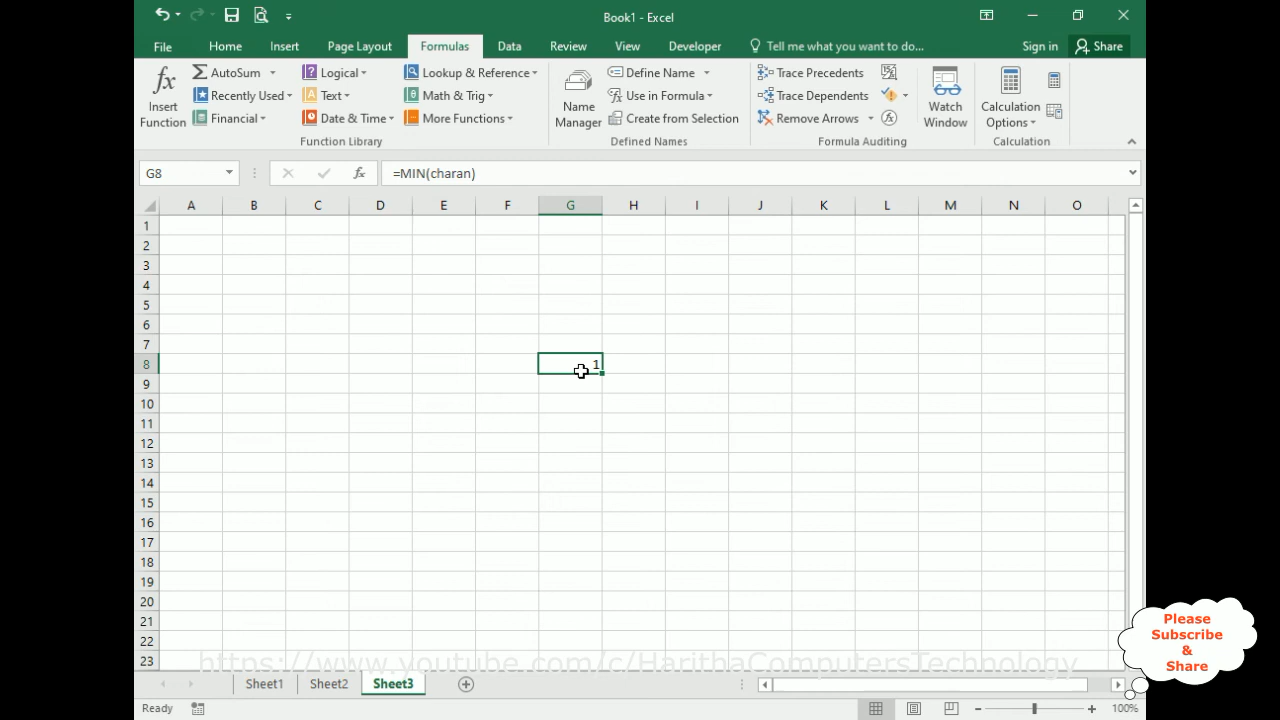 Book1 - Excel
File Home Insert Page Layout Formulas Data Review View Developer Tell me what you want to do... Sign in Share
Insert Function
AutoSum
Recently Used
Financial
Logical
Text
Date & Time
Lookup & Reference
Math & Trig
More Functions
Function Library
Name Manager
Define Name
Use in Formula
Create from Selection
Defined Names
Trace Precedents
Trace Dependents
Remove Arrows
Formula Auditing
Watch Window
Calculation Options
Calculation
G8 fx =MIN(charan)
A B C D E F G H I J K L M N O
1
2
3
4
5
6
7
8 1
9
10
11
12
13
14
15
16
17
18
19
20
21
22
23
https://www.youtube.com/c/HarithaComputersTechnology
Please
Subscribe
&
Share
Sheet1 Sheet2 Sheet3
Ready 100%